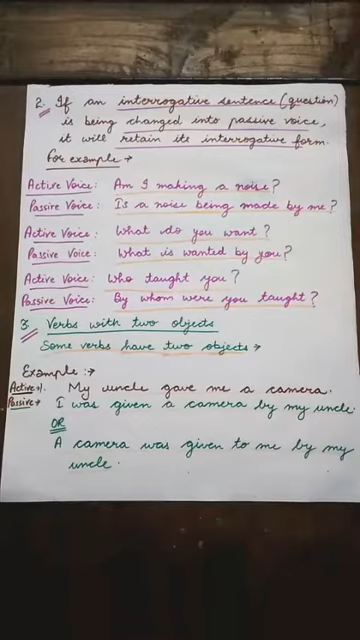 2. If an interrogative sentence (question)
is being changed into passive voice,
it will retain its interrogative form.
For example →
Active Voice: Am I making a noise?
Passive Voice: Is a noise being made by me?
Active Voice: What do you want?
Passive Voice: What is wanted by you?
Active Voice: Who taught you?
Passive Voice: By whom were you taught?
3. Verbs with two objects
Some verbs have two objects →
Example :→
Active → My uncle gave me a camera.
Passive → I was given a camera by my uncle.
OR
A camera was given to me by my
uncle.